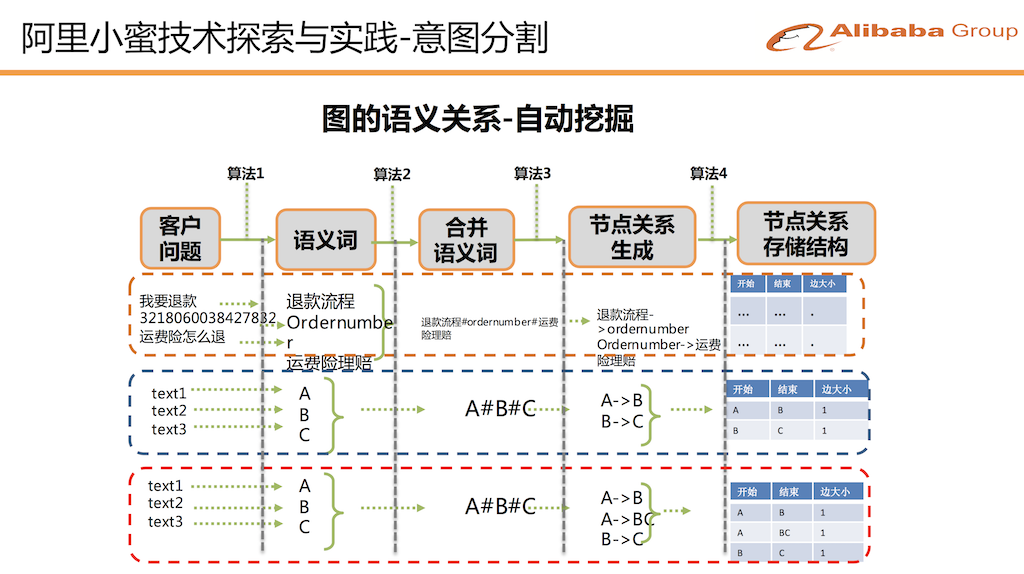 阿里小蜜技术探索与实践-意图分割
Alibaba Group
图的语义关系-自动挖掘
算法1
算法2
算法3
算法4
客户
问题
语义词
合并
语义词
节点关系
生成
节点关系
存储结构
我要退款
3218060038427832
运费险怎么退
退款流程
Ordernumbe
r
运费险理赔
退款流程#ordernumber#运费
险理赔
退款流程-
>ordernumber
Ordernumber->运费
险理赔
开始 结束 边大小
... ... .
... ... .
text1
text2
text3
A
B
C
A#B#C
A->B
B->C
开始 结束 边大小
A B 1
B C 1
text1
text2
text3
A
B
C
A#B#C
A->B
A->BC
B->C
开始 结束 边大小
A B 1
A BC 1
B C 1